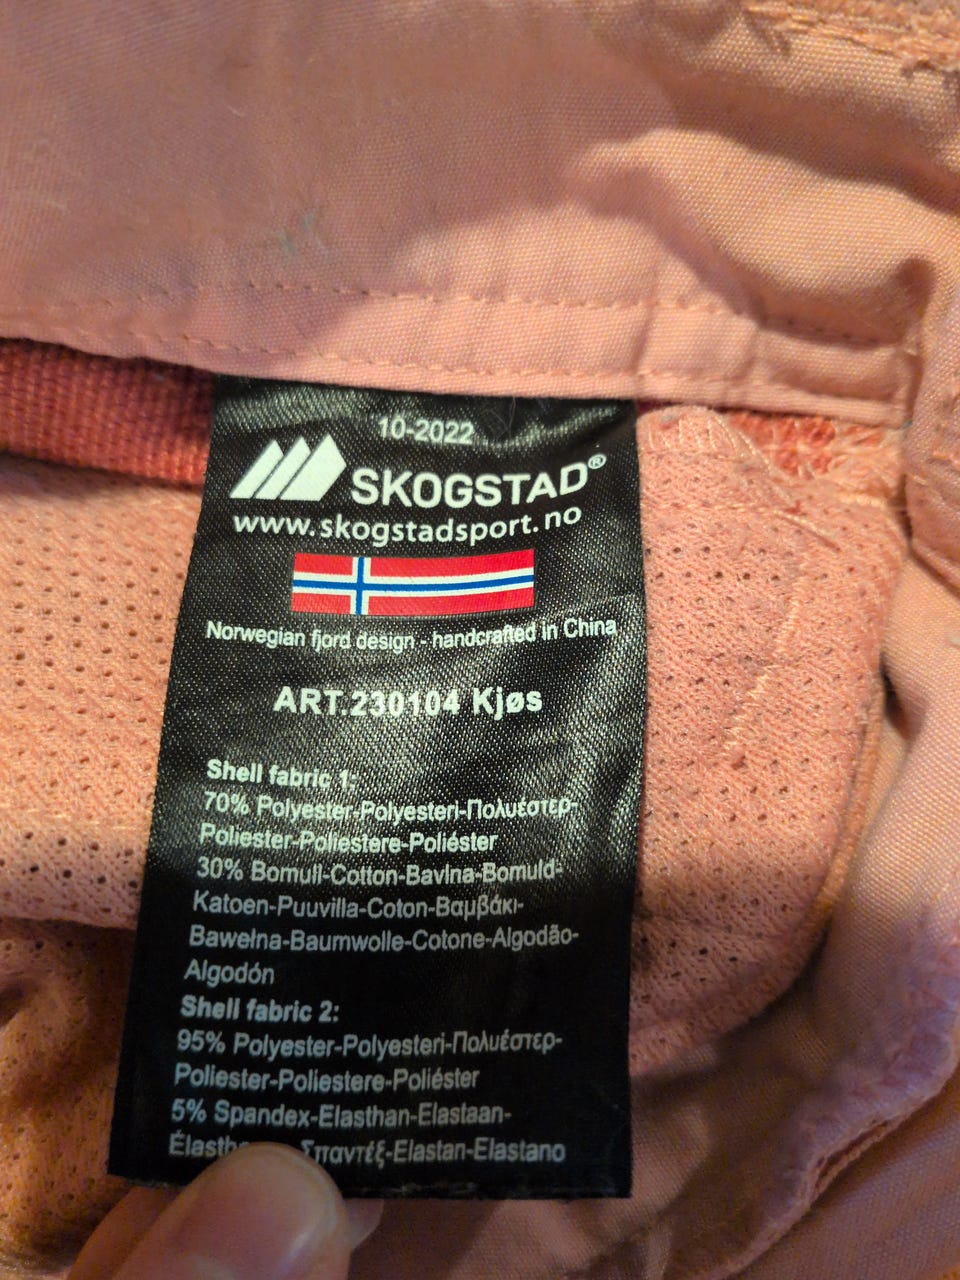 10-2022
SKOGSTAD®
www.skogstadsport.no
Norwegian fjord design - handcrafted in China
ART.230104 Kjøs
Shell fabric 1:
70% Polyester-Polyesteri-Πολυέστερ-
Poliester-Poliestere-Poliéster
30% Bomull-Cotton-Bavlna-Bomuld-
Katoen-Puuvilla-Coton-Βαμβάκι-
Bawełna-Baumwolle-Cotone-Algodão-
Algodón
Shell fabric 2:
95% Polyester-Polyesteri-Πολυέστερ-
Poliester-Poliestere-Poliéster
5% Spandex-Elasthan-Elastaan-
Σπαντέξ-Elastan-Elastano